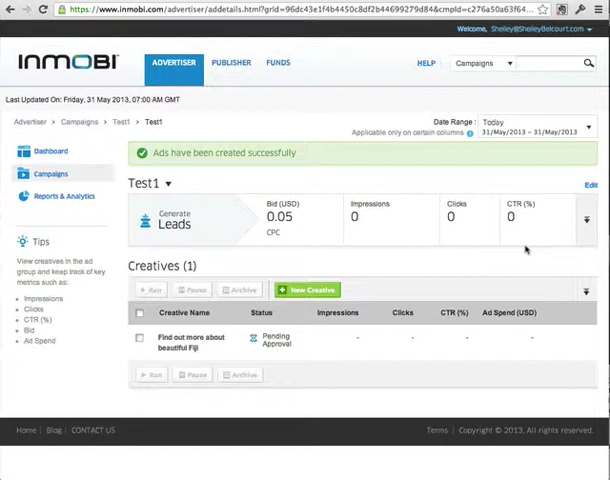 https://www.inmobi.com/advertiser/addetails.html?grId=96dc43e1f4b4450c8df2b44699279d84&cmpId=c276a50a63f64...
Welcome, Shelley@ShelleyBelcourt.com
INMOBI
ADVERTISER PUBLISHER FUNDS HELP Campaigns
Last Updated On: Friday, 31 May 2013, 07:00 AM GMT
Advertiser > Campaigns > Test1 > Test1
Date Range : Today
Applicable only on certain columns 31/May/2013 - 31/May/2013
Dashboard
Campaigns
Reports & Analytics
Tips
View creatives in the ad
group and keep track of key
metrics such as:
Impressions
Clicks
CTR (%)
Bid
Ad Spend
Ads have been created successfully
Test1 Edit
Generate
Leads
Bid (USD) Impressions Clicks CTR (%)
0.05 0 0 0
CPC
Creatives (1)
Run Pause Archive New Creative
Creative Name Status Impressions Clicks CTR (%) Ad Spend (USD)
Find out more about
beautiful Fiji
Pending
Approval
- - - -
Run Pause Archive
Home | Blog | CONTACT US Terms | Copyright © 2013, All rights reserved.